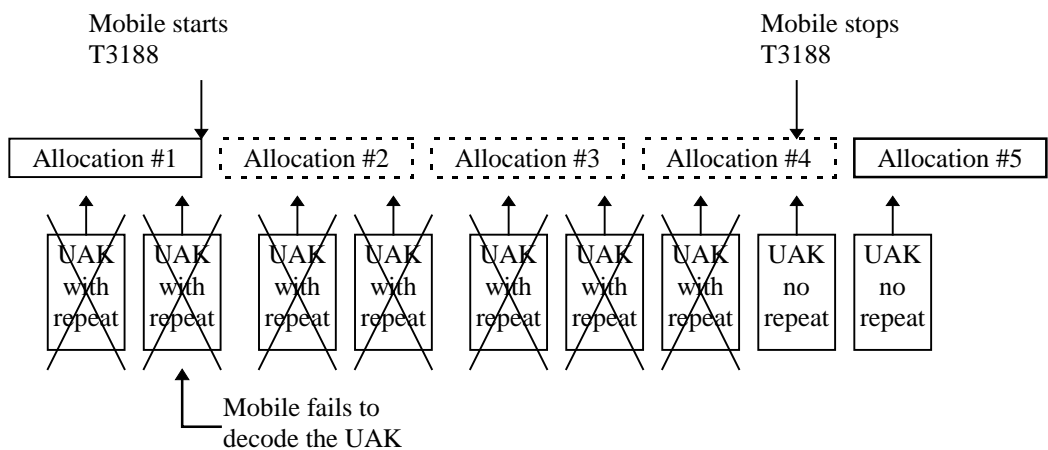 Mobile starts
T3188
Mobile stops
T3188
Allocation #1
Allocation #2
Allocation #3
Allocation #4
Allocation #5
UAK
with
repeat
UAK
with
repeat
UAK
with
repeat
UAK
with
repeat
UAK
with
repeat
UAK
with
repeat
UAK
with
repeat
UAK
no
repeat
UAK
no
repeat
Mobile fails to
decode the UAK